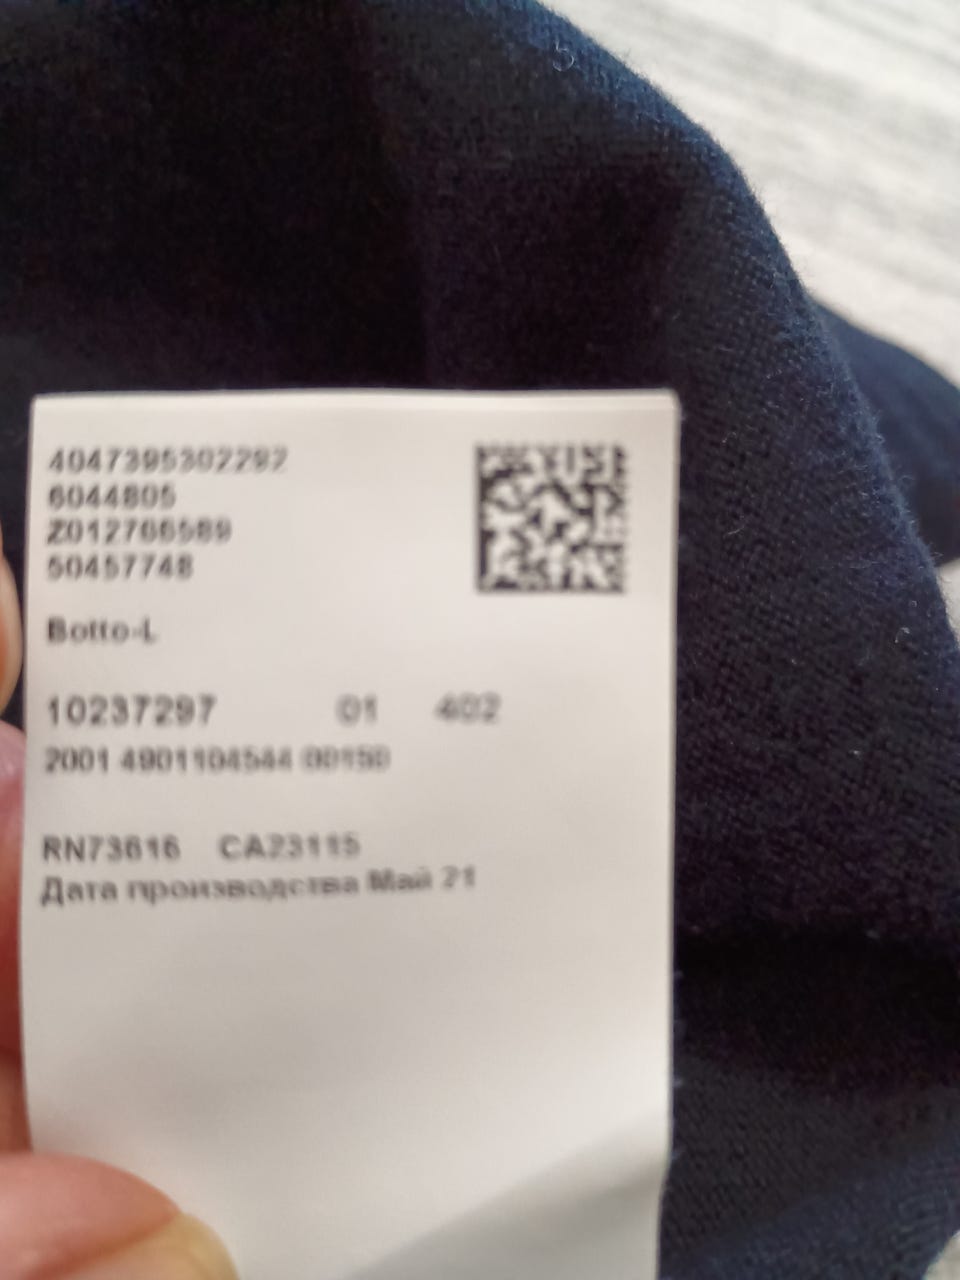 4047395302292
6044805
Z012766589
50457748
Botto-L
10237297 01 402
2001 4901104544 00150
RN73616 CA23115
Дата производства Май 21